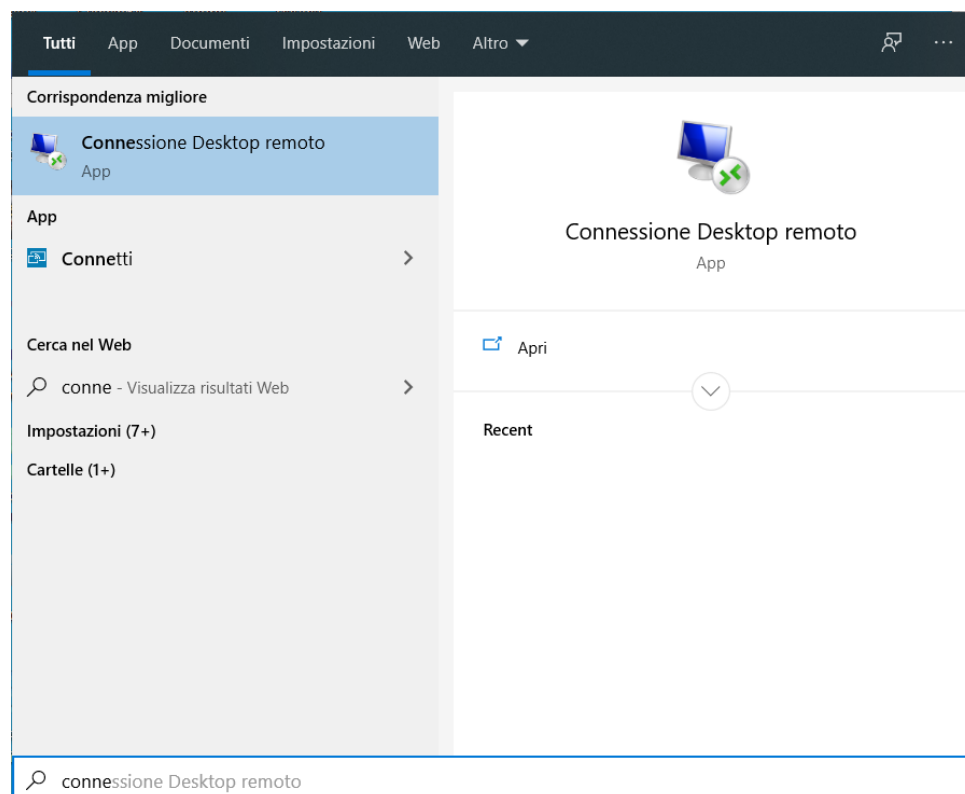 Tutti App Documenti Impostazioni Web Altro
Corrispondenza migliore
Connessione Desktop remoto
App
App
Connetti
Cerca nel Web
conne - Visualizza risultati Web
Impostazioni (7+)
Cartelle (1+)
Connessione Desktop remoto
App
Apri
Recent
connessione Desktop remoto